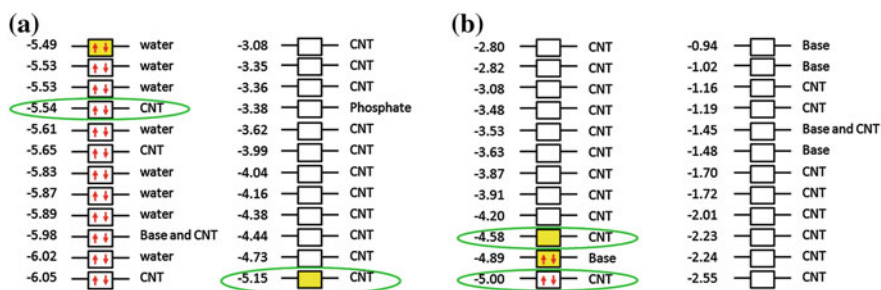 (a)
-5.49 water
-5.53 water
-5.53 water
-5.54 CNT
-5.61 water
-5.65 CNT
-5.83 water
-5.87 water
-5.89 water
-5.98 Base and CNT
-6.02 water
-6.05 CNT
-3.08 CNT
-3.35 CNT
-3.36 CNT
-3.38 Phosphate
-3.62 CNT
-3.99 CNT
-4.04 CNT
-4.16 CNT
-4.38 CNT
-4.44 CNT
-4.73 CNT
-5.15 CNT
(b)
-2.80 CNT
-2.82 CNT
-3.08 CNT
-3.48 CNT
-3.53 CNT
-3.63 CNT
-3.87 CNT
-3.91 CNT
-4.20 CNT
-4.58 CNT
-4.89 Base
-5.00 CNT
-0.94 Base
-1.02 Base
-1.16 CNT
-1.19 CNT
-1.45 Base and CNT
-1.48 Base
-1.70 CNT
-1.72 CNT
-2.01 CNT
-2.23 CNT
-2.24 CNT
-2.55 CNT